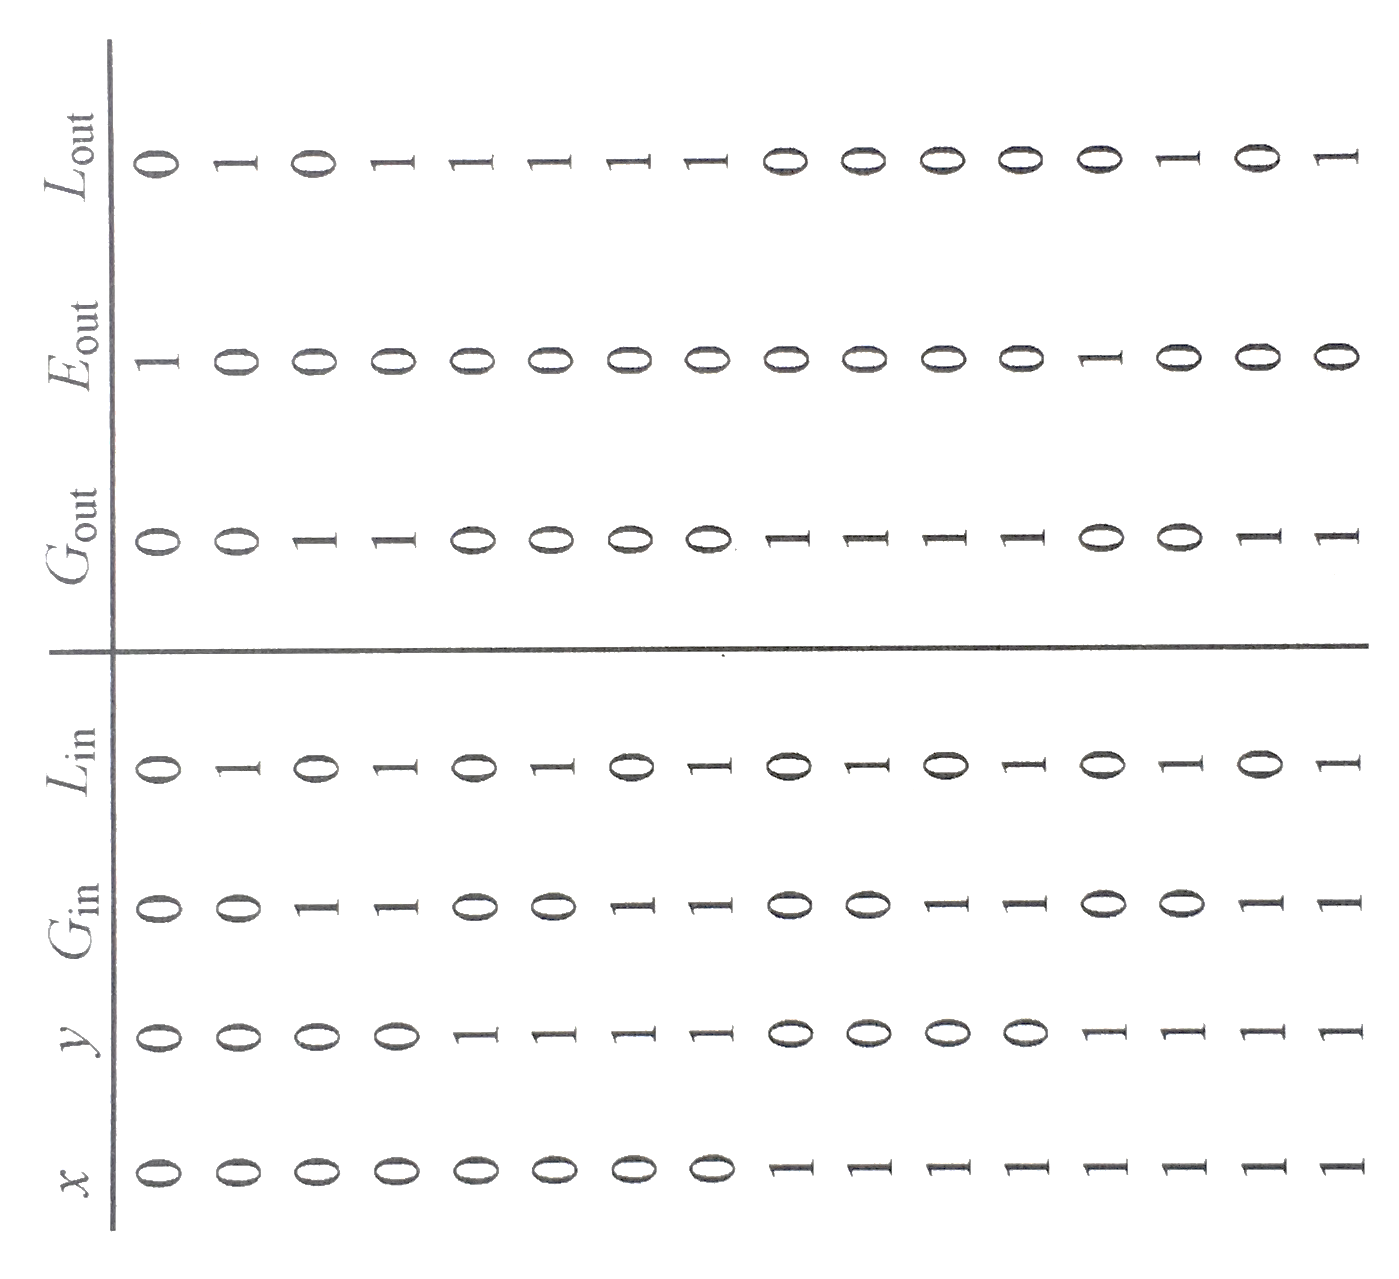 x y G_in L_in G_out E_out L_out
0 0 0 0 0 1 0
0 0 0 1 0 0 1
0 0 1 0 1 0 0
0 0 1 1 1 0 1
0 1 0 0 0 0 1
0 1 0 1 0 0 1
0 1 1 0 0 0 1
0 1 1 1 0 0 1
1 0 0 0 1 0 0
1 0 0 1 1 0 0
1 0 1 0 1 0 0
1 0 1 1 1 0 0
1 1 0 0 0 1 0
1 1 0 1 0 0 1
1 1 1 0 1 0 0
1 1 1 1 1 0 1